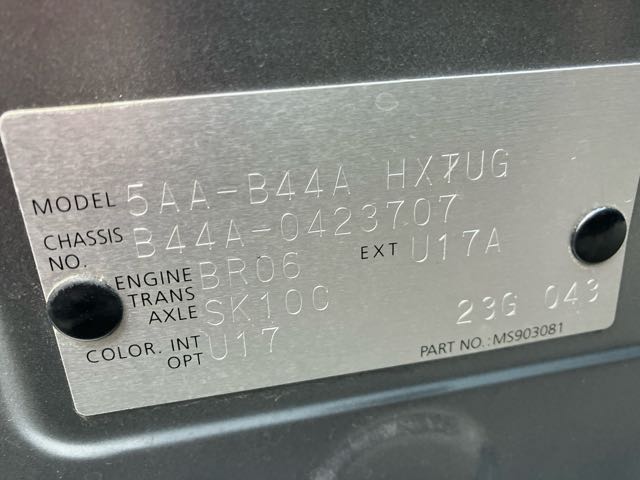 MODEL 5AA-B44A HXTUG
CHASSIS NO. B44A-0423707
ENGINE BR06 EXT U17A
TRANS AXLE SK10C
COLOR. INT U17 23G 043
OPT
PART NO.:MS903081